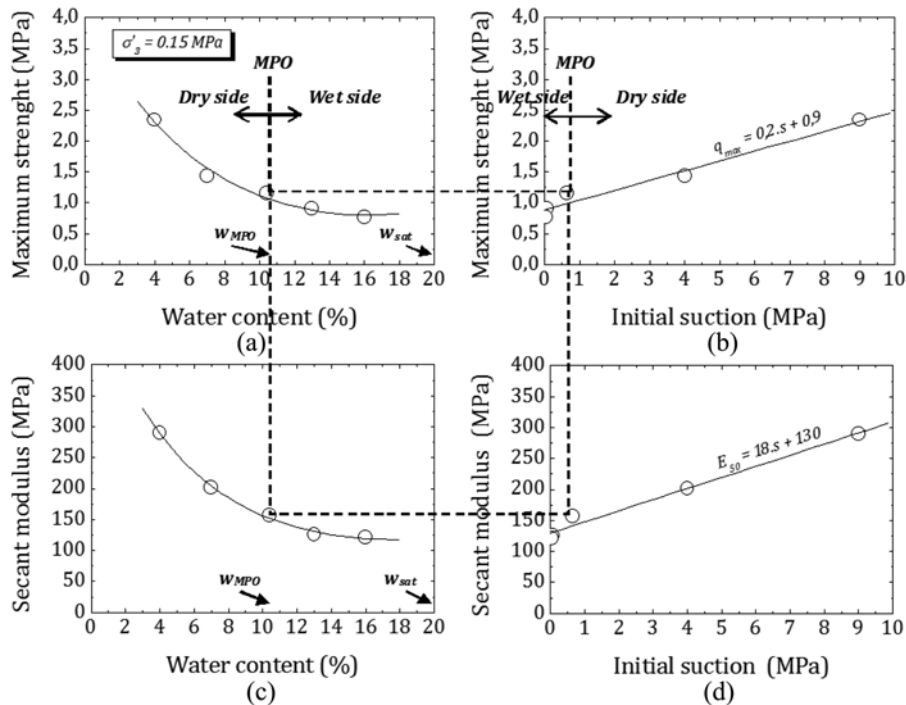 Maximum strenght (MPa)
4,0
3,5
3,0
2,5
2,0
1,5
1,0
0,5
0,0
σ'3 = 0.15 MPa
MPO
Dry side
Wet side
wMPO
wsat
0 2 4 6 8 10 12 14 16 18 20
Water content (%)
(a)
Maximum strenght (MPa)
4,0
3,5
3,0
2,5
2,0
1,5
1,0
0,5
0,0
MPO
Wet side
Dry side
qmax = 0,2.s + 0,9
0 1 2 3 4 5 6 7 8 9 10
Initial suction (MPa)
(b)
Secant modulus (MPa)
400
350
300
250
200
150
100
50
0
wMPO
wsat
0 2 4 6 8 10 12 14 16 18 20
Water content (%)
(c)
Secant modulus (MPa)
400
350
300
250
200
150
100
50
0
E50 = 18.s + 130
0 1 2 3 4 5 6 7 8 9 10
Initial suction (MPa)
(d)